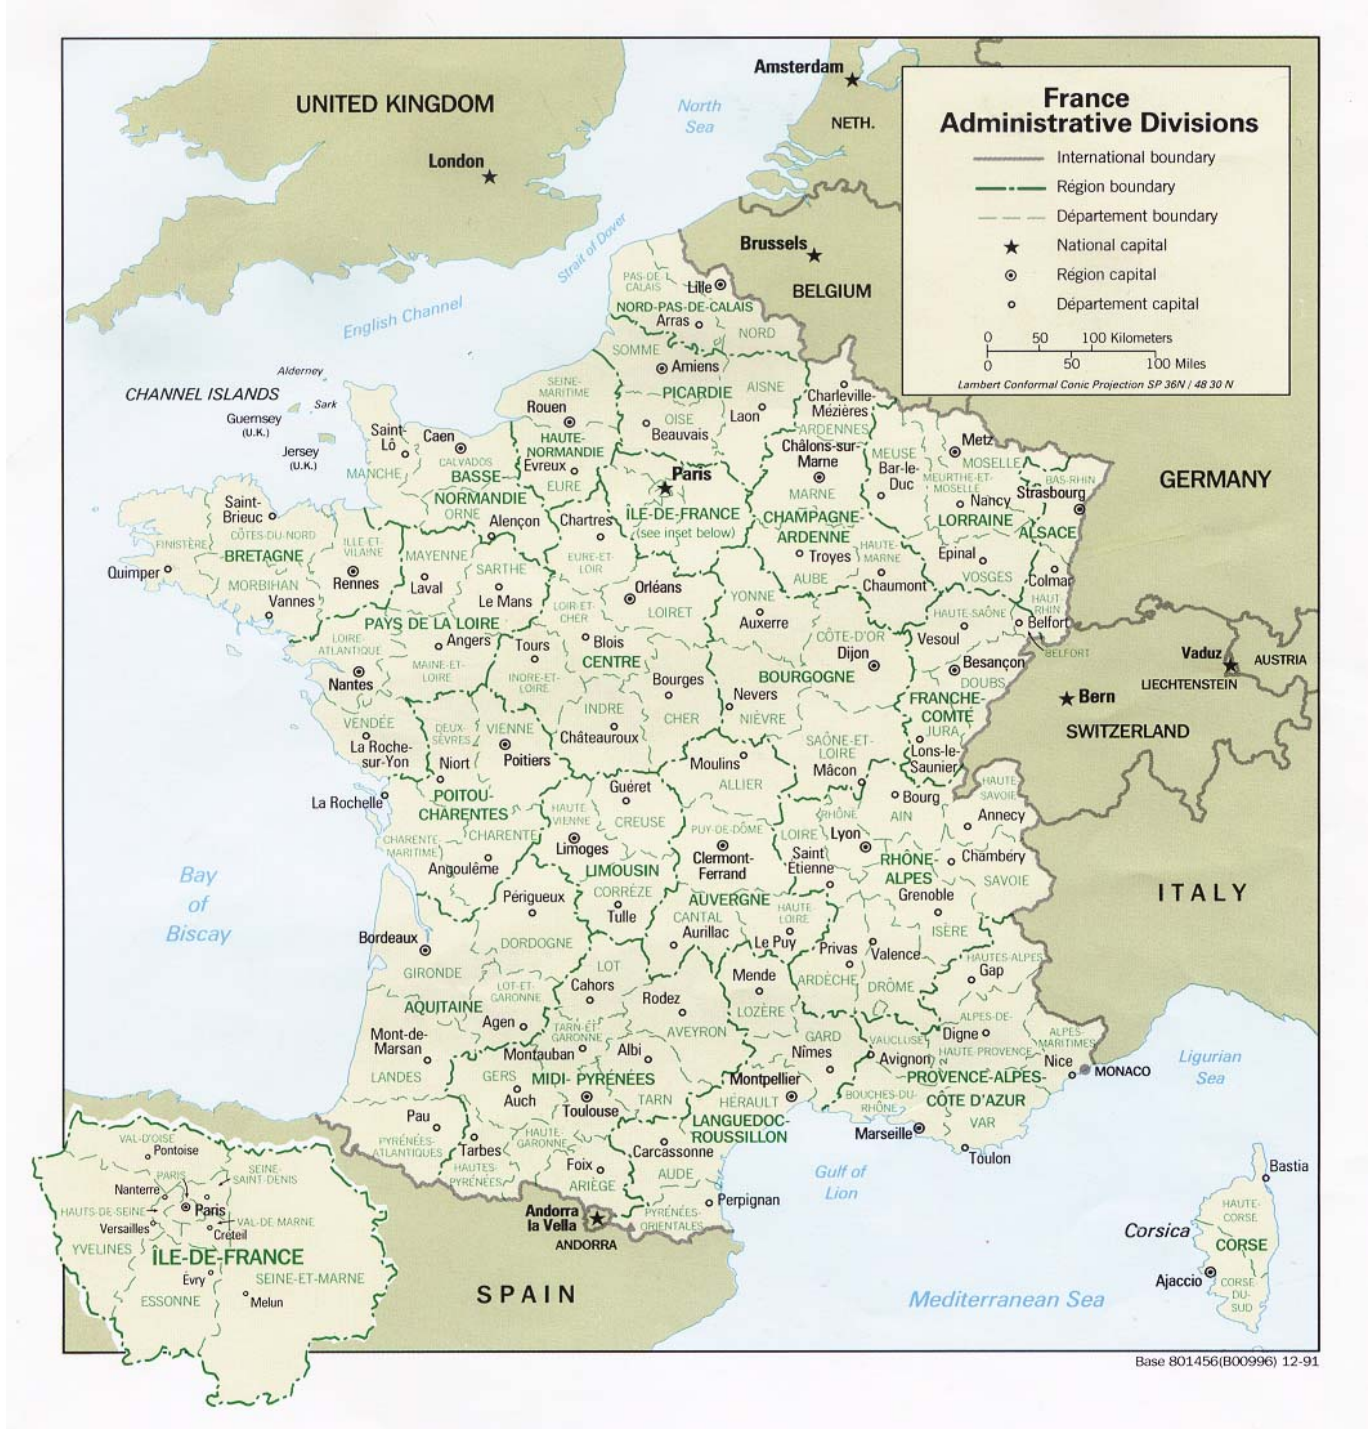 UNITED KINGDOM
London
North
Sea
Amsterdam
NETH.
France
Administrative Divisions
International boundary
Région boundary
Département boundary
National capital
Région capital
Département capital
0 50 100 Kilometers
0 50 100 Miles
Lambert Conformal Conic Projection SP 36N / 48 30 N
Strait of Dover
Brussels
BELGIUM
English Channel
PAS-DE-
CALAIS
Lille
NORD-PAS-DE-CALAIS
Arras
NORD
SOMME
Amiens
PICARDIE
AISNE
OISE
Laon
Beauvais
Alderney
CHANNEL ISLANDS
Sark
Guernsey
(U.K.)
Jersey
(U.K.)
SEINE-
MARITIME
Rouen
HAUTE-
NORMANDIE
Evreux
EURE
Saint-
Lô
Caen
CALVADOS
MANCHE
BASSE-
NORMANDIE
ORNE
Alençon
Charleville-
Mézières
ARDENNES
Châlons-sur-
Marne
MARNE
CHAMPAGNE-
ARDENNE
Troyes
HAUTE-
MARNE
AUBE
Chaumont
MEUSE
Bar-le-
Duc
Metz
MOSELLE
MEURTHE-ET-
MOSELLE
Nancy
LORRAINE
Épinal
VOSGES
BAS-RHIN
Strasbourg
ALSACE
Colmar
HAUT-
RHIN
GERMANY
Paris
ÎLE-DE-FRANCE
(see inset below)
Chartres
EURE-ET-
LOIR
Saint-
Brieuc
CÔTES-DU-NORD
FINISTÈRE
BRETAGNE
Quimper
MORBIHAN
Vannes
ILLE-ET-
VILAINE
Rennes
MAYENNE
Laval
SARTHE
Le Mans
PAYS DE LA LOIRE
LOIRE-
ATLANTIQUE
Angers
MAINE-ET-
LOIRE
Nantes
VENDÉE
La Roche-
sur-Yon
Orléans
LOIRET
LOIR-ET-
CHER
Blois
Tours
CENTRE
INDRE-ET-
LOIRE
Bourges
INDRE
CHER
Châteauroux
YONNE
Auxerre
CÔTE-D'OR
Dijon
BOURGOGNE
Nevers
NIÈVRE
SAÔNE-ET-
LOIRE
Mâcon
HAUTE-SAÔNE
Vesoul
Belfort
BELFORT
Besançon
DOUBS
FRANCHE-
COMTÉ
JURA
Lons-le-
Saunier
Vaduz
AUSTRIA
LIECHTENSTEIN
Bern
SWITZERLAND
DEUX-
SÈVRES
VIENNE
Poitiers
Niort
La Rochelle
POITOU-
CHARENTES
CHARENTE-
MARITIME
CHARENTE
Angoulême
Guéret
HAUTE
VIENNE
CREUSE
Limoges
LIMOUSIN
CORRÈZE
Tulle
Moulins
ALLIER
PUY-DE-DÔME
Clermont-
Ferrand
AUVERGNE
CANTAL
Aurillac
HAUTE
LOIRE
Le Puy
Bourg
AIN
HAUTE
SAVOIE
Annecy
RHÔNE
LOIRE
Lyon
Saint
Étienne
RHÔNE-
ALPES
Chambéry
SAVOIE
Grenoble
ISÈRE
Privas
Valence
ARDÈCHE
DRÔME
ITALY
Bay
of
Biscay
Périgueux
DORDOGNE
Bordeaux
GIRONDE
AQUITAINE
LOT-ET-
GARONNE
Agen
Mont-de-
Marsan
LANDES
Pau
PYRÉNÉES-
ATLANTIQUES
LOT
Cahors
Rodez
AVEYRON
TARN-ET-
GARONNE
Montauban
Albi
GERS
MIDI-PYRÉNÉES
Auch
Toulouse
TARN
Tarbes
HAUTES-
PYRÉNÉES
HAUTE-
GARONNE
Foix
ARIÈGE
Mende
LOZÈRE
GARD
Nîmes
Montpellier
HÉRAULT
LANGUEDOC-
ROUSSILLON
Carcassonne
AUDE
Perpignan
PYRÉNÉES-
ORIENTALES
HAUTES-ALPES
Gap
ALPES-DE-
Digne
HAUTE-PROVENCE
VAUCLUSE
Avignon
ALPES-
MARITIMES
Nice
MONACO
PROVENCE-ALPES-
CÔTE D'AZUR
BOUCHES-DU-
RHÔNE
VAR
Marseille
Toulon
Ligurian
Sea
Gulf of
Lion
Andorra
la Vella
ANDORRA
SPAIN
Mediterranean Sea
Bastia
HAUTE-
CORSE
Corsica
CORSE
Ajaccio
CORSE
DU-
SUD
VAL-D'OISE
Pontoise
PARIS
SEINE-
SAINT-DENIS
Nanterre
HAUTS-DE-SEINE
Paris
Versailles
VAL-DE-MARNE
Créteil
YVELINES
ÎLE-DE-FRANCE
Évry
SEINE-ET-MARNE
ESSONNE
Melun
Base 801456(B00996) 12-91